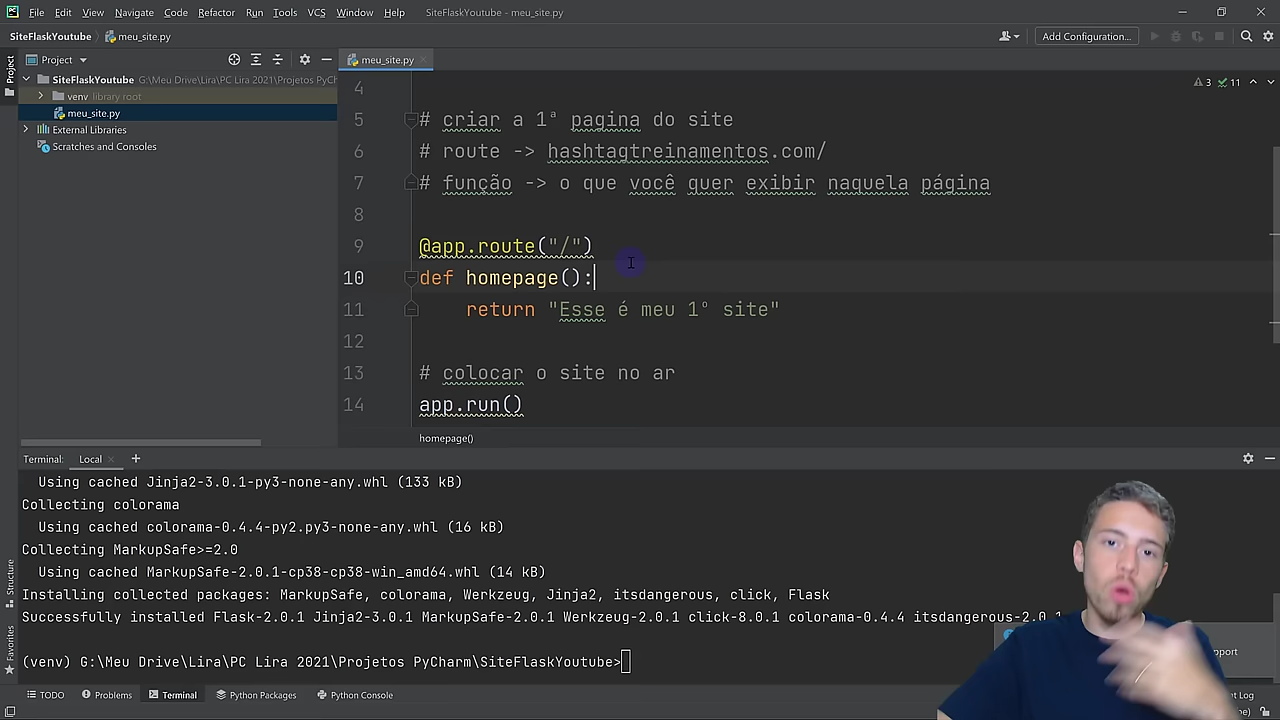 File Edit View Navigate Code Refactor Run Tools VCS Window Help SiteFlaskYoutube - meu_site.py
SiteFlaskYoutube meu_site.py
Add Configuration...
Project
meu_site.py
3 11
SiteFlaskYoutube G:\Meu Drive\Lira\PC Lira 2021\Projetos PyCh
venv library root
meu_site.py
External Libraries
Scratches and Consoles
Project
4
5 # criar a 1ª pagina do site
6 # route -> hashtagtreinamentos.com/
7 # função -> o que você quer exibir naquela página
8
9 @app.route("/")
10 def homepage():
11 return "Esse é meu 1º site"
12
13 # colocar o site no ar
14 app.run()
homepage()
Terminal: Local
Using cached Jinja2-3.0.1-py3-none-any.whl (133 kB)
Collecting colorama
Using cached colorama-0.4.4-py2.py3-none-any.whl (16 kB)
Collecting MarkupSafe>=2.0
Using cached MarkupSafe-2.0.1-cp38-cp38-win_amd64.whl (14 kB)
Installing collected packages: MarkupSafe, colorama, Werkzeug, Jinja2, itsdangerous, click, Flask
Successfully installed Flask-2.0.1 Jinja2-3.0.1 MarkupSafe-2.0.1 Werkzeug-2.0.1 click-8.0.1 colorama-0.4.4 itsdangerous-2.0.1
(venv) G:\Meu Drive\Lira\PC Lira 2021\Projetos PyCharm\SiteFlaskYoutube>
Structure
Favorites
TODO Problems Terminal Python Packages Python Console